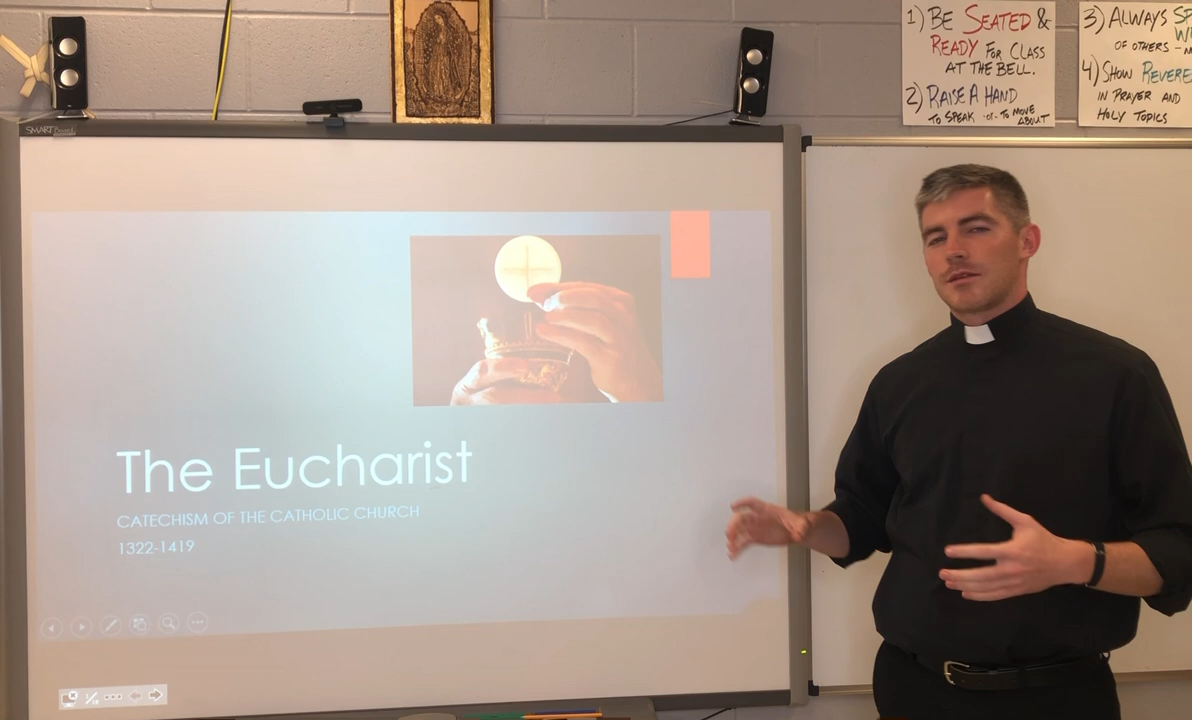 1) BE SEATED &
READY FOR CLASS
AT THE BELL.
2) RAISE A HAND
TO SPEAK -OR- TO MOVE
ABOUT
3) ALWAYS
OF OTHERS
4) SHOW
IN PRAYER AND
HOLY TOPICS
SMART Board
The Eucharist
CATECHISM OF THE CATHOLIC CHURCH
1322-1419